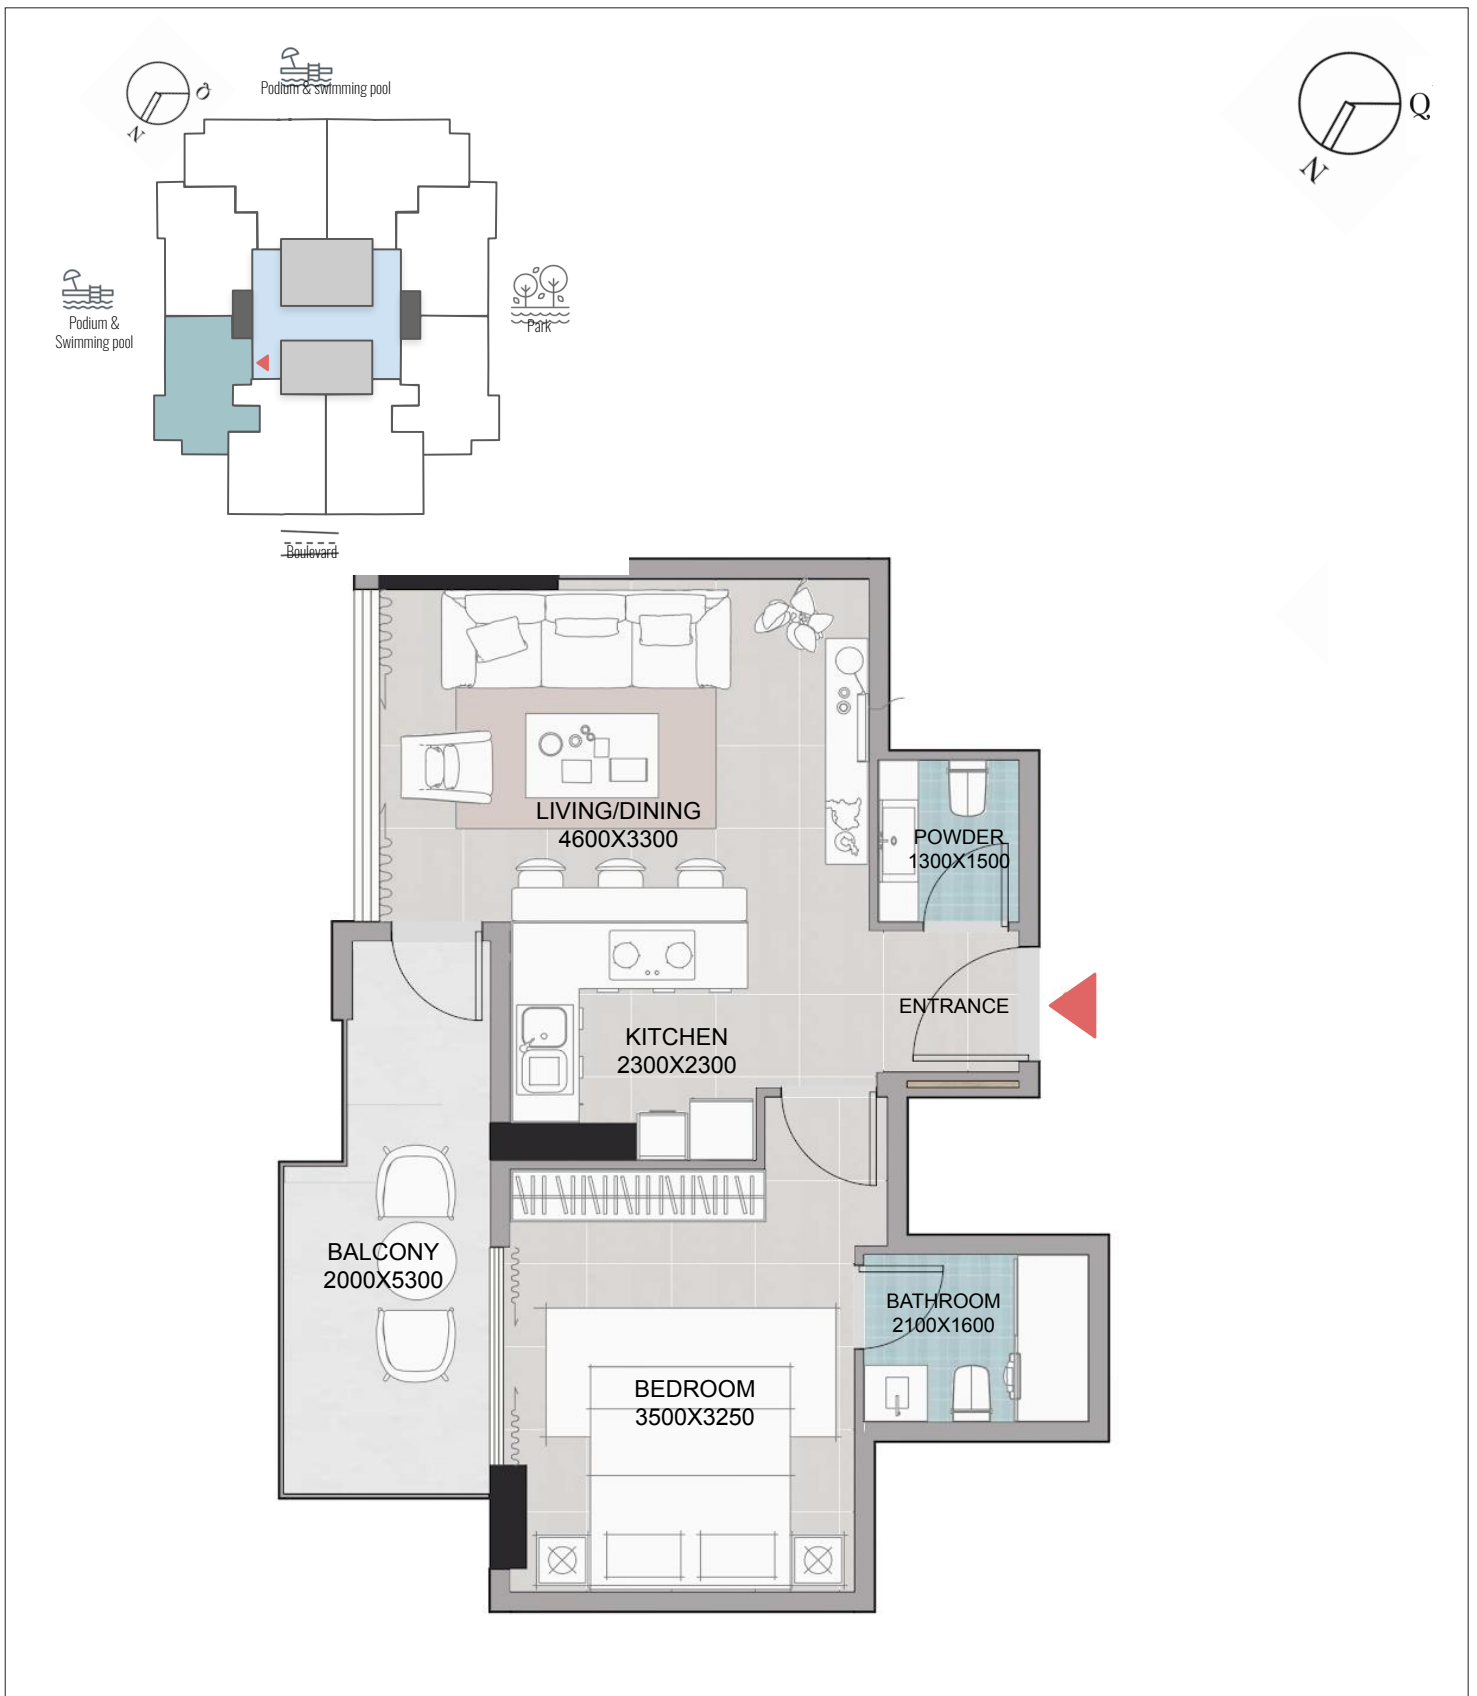 Podium & swimming pool
Q
N
Q
N
Podium &
Swimming pool
Park
Boulevard
LIVING/DINING
4600X3300
POWDER
1300X1500
ENTRANCE
KITCHEN
2300X2300
BALCONY
2000X5300
BATHROOM
2100X1600
BEDROOM
3500X3250